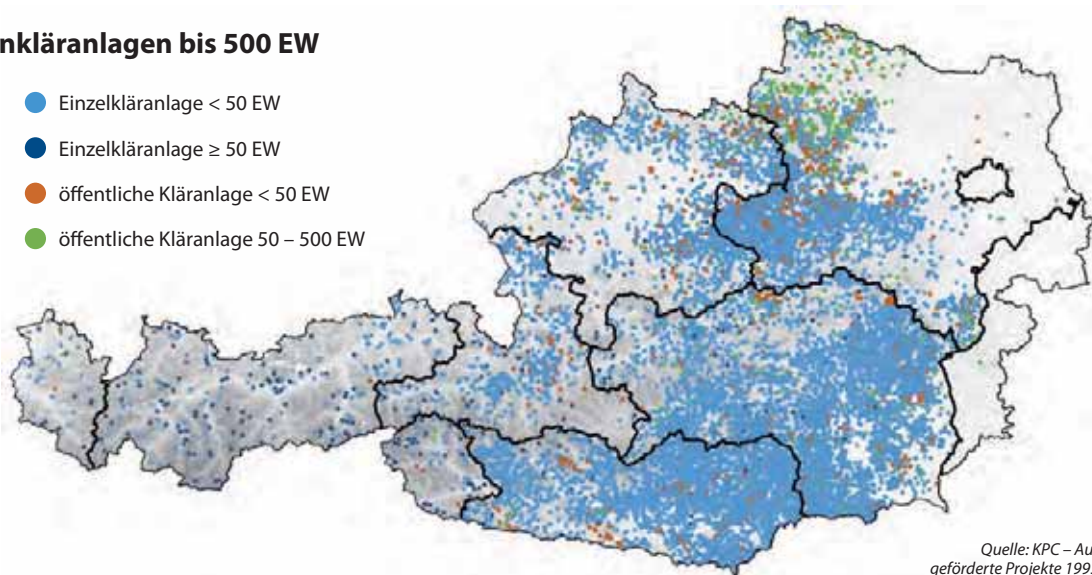 nkläranlagen bis 500 EW
Einzelkläranlage < 50 EW
Einzelkläranlage ≥ 50 EW
öffentliche Kläranlage < 50 EW
öffentliche Kläranlage 50 – 500 EW
Quelle: KPC – Au
geförderte Projekte 199